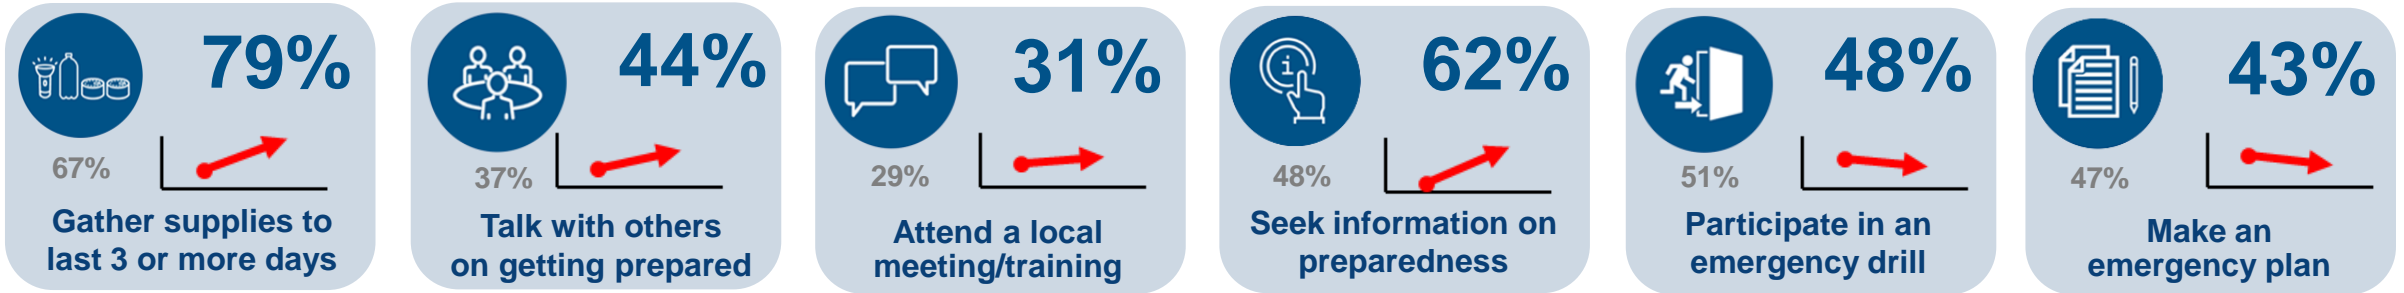 79%
67%
Gather supplies to
last 3 or more days
44%
37%
Talk with others
on getting prepared
31%
29%
Attend a local
meeting/training
i
62%
48%
Seek information on
preparedness
48%
51%
Participate in an
emergency drill
43%
47%
Make an
emergency plan